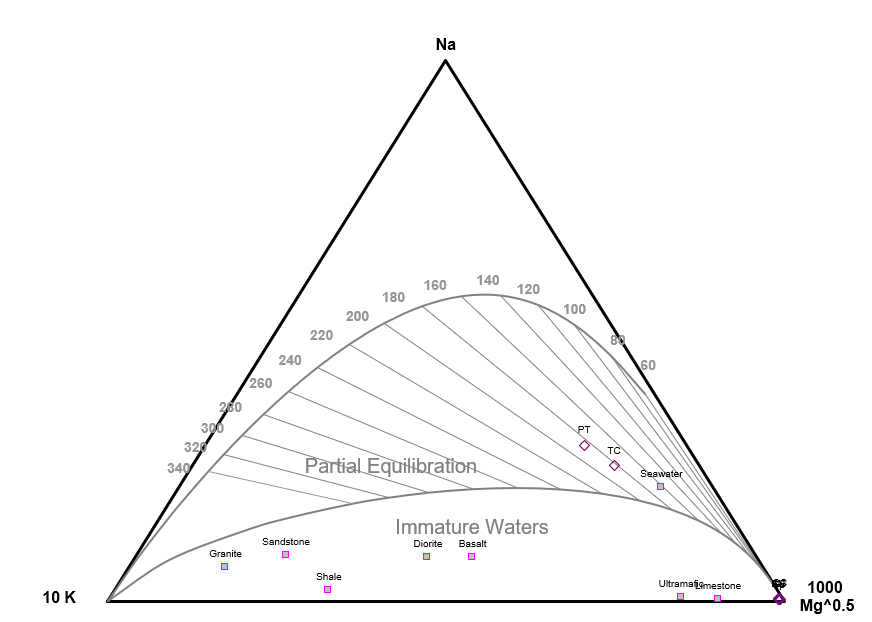 Na
140
160
120
180
100
200
220
80
240
60
260
280
300
PT
320
TC
340
Partial Equilibration
Seawater
Immature Waters
Sandstone
Diorite
Basalt
Granite
Shale
Ultramafic
Limestone
10 K
1000
Mg^0.5